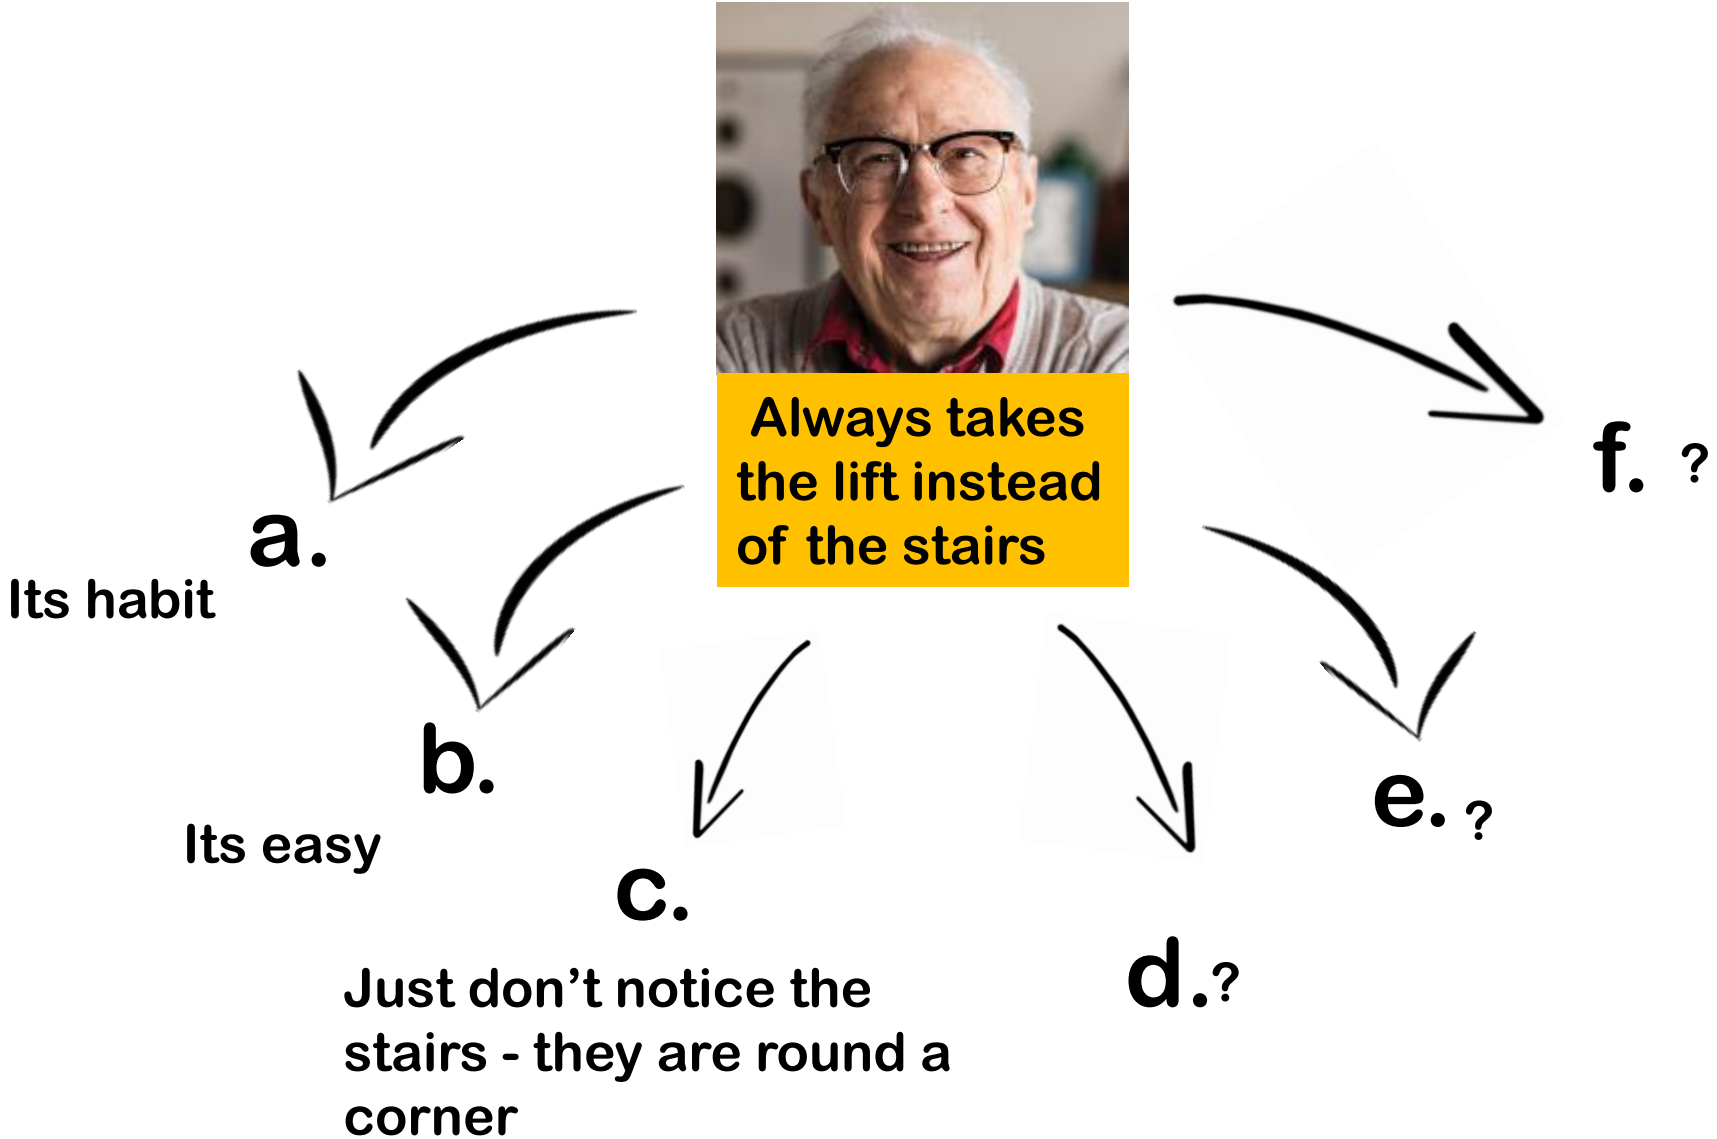 Always takes
the lift instead
of the stairs
f. ?
a.
Its habit
b.
e. ?
Its easy
c.
d.?
Just don't notice the
stairs - they are round a
corner